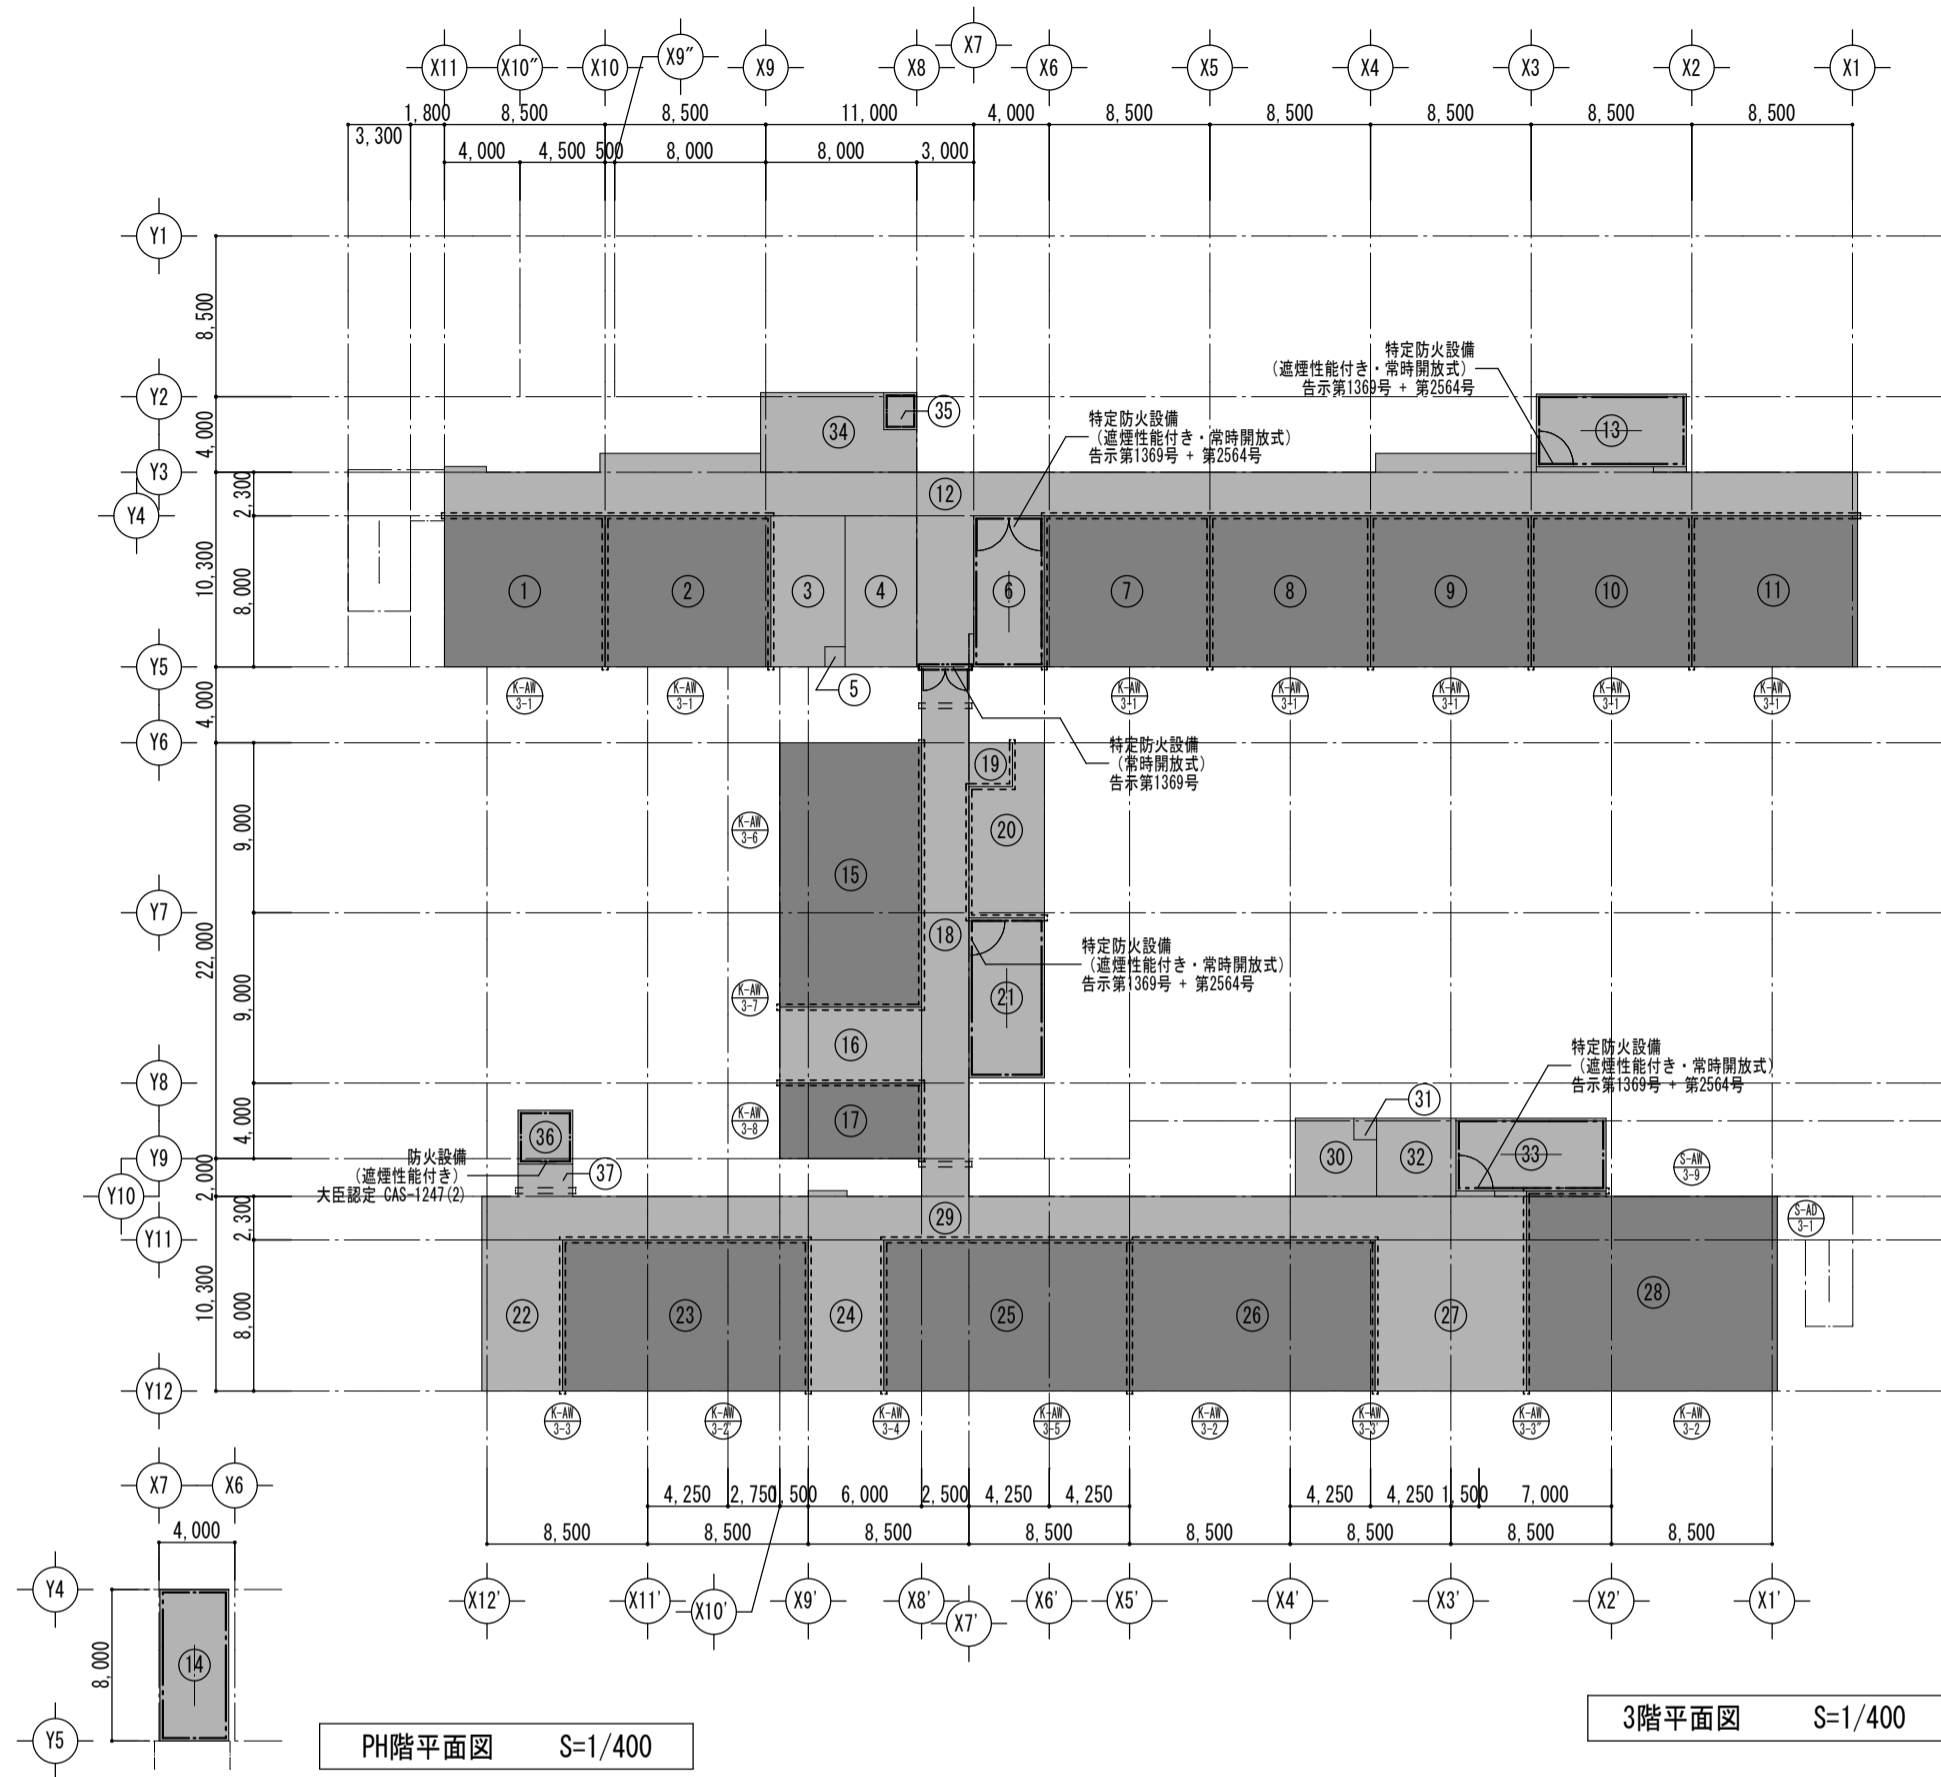 X11 X10" X10 X9" X9 X8 X7 X6 X5 X4 X3 X2 X1
3,300 1,800 8,500 8,500 11,000 4,000 8,500 8,500 8,500 8,500 8,500
4,000 4,500 500 8,000 8,000 3,000
Y1
8,500
Y2
4,000
Y3
Y4
2,300
10,300
8,000
Y5
4,000
Y6
9,000
Y7
22,000
9,000
Y8
4,000
Y9
Y10
2,000
2,300
Y11
10,300
8,000
Y12
特定防火設備
(遮煙性能付き・常時開放式)
告示第1369号 + 第2564号
特定防火設備
(遮煙性能付き・常時開放式)
告示第1369号 + 第2564号
34 35 13
12
1 2 3 4 6 7 8 9 10 11
5
K-AW 3-1
K-AW 3-1
K-AW 3-1
K-AW 3-1
K-AW 3-1
K-AW 3-1
K-AW 3-1
特定防火設備
(常時開放式)
告示第1369号
19
K-AW 3-6
20
15
18
特定防火設備
(遮煙性能付き・常時開放式)
告示第1369号 + 第2564号
K-AW 3-7
21
16
特定防火設備
(遮煙性能付き・常時開放式)
告示第1369号 + 第2564号
K-AW 3-8
17
31
36
防火設備
(遮煙性能付き)
大臣認定 CAS-1247(2)
37
30 32 33
S-AW 3-9
29
S-AD 3-1
22 23 24 25 26 27 28
K-AW 3-3
K-AW 3-2'
K-AW 3-4
K-AW 3-5
K-AW 3-2
K-AW 3-3'
K-AW 3-3"
K-AW 3-2
4,250 2,750 1,500 6,000 2,500 4,250 4,250 4,250 4,250 1,500 7,000
8,500 8,500 8,500 8,500 8,500 8,500 8,500 8,500
X12' X11' X10' X9' X8' X7' X6' X5' X4' X3' X2' X1'
X7 X6
4,000
Y4
8,000
14
Y5
PH階平面図 S=1/400
3階平面図 S=1/400